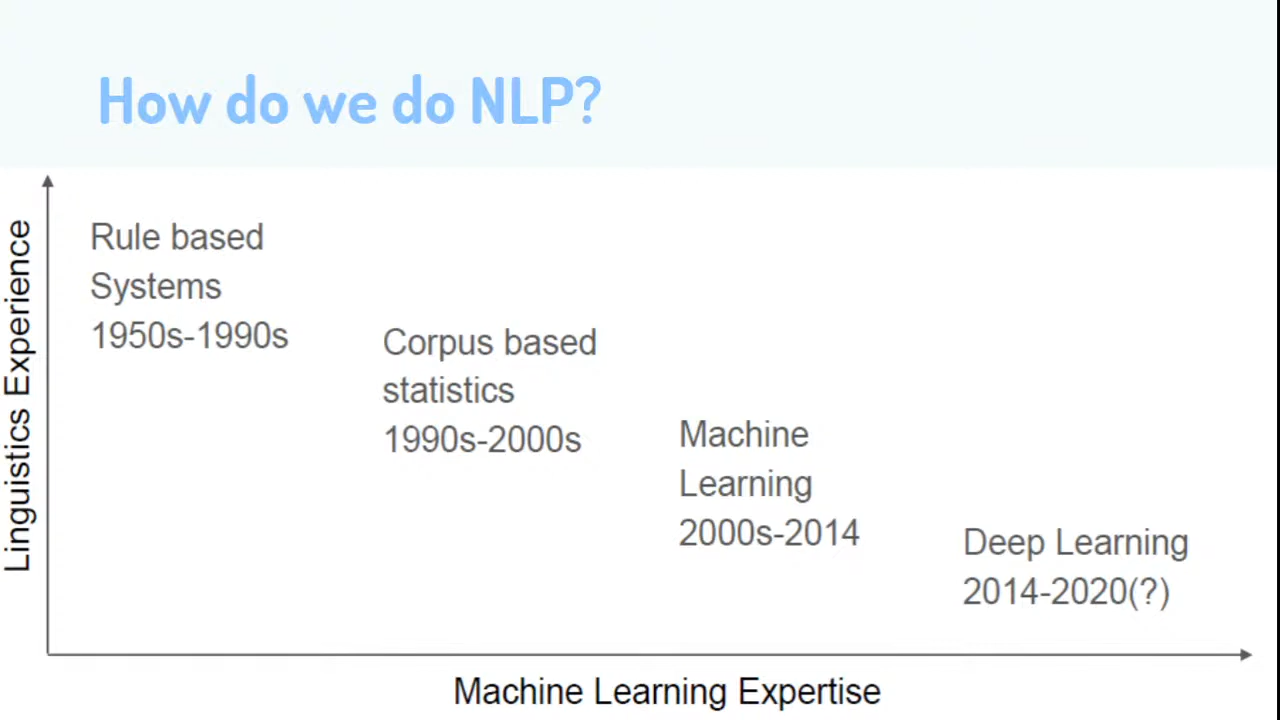 How do we do NLP?
Linguistics Experience
Rule based
Systems
1950s-1990s
Corpus based
statistics
1990s-2000s
Machine
Learning
2000s-2014
Deep Learning
2014-2020(?)
Machine Learning Expertise